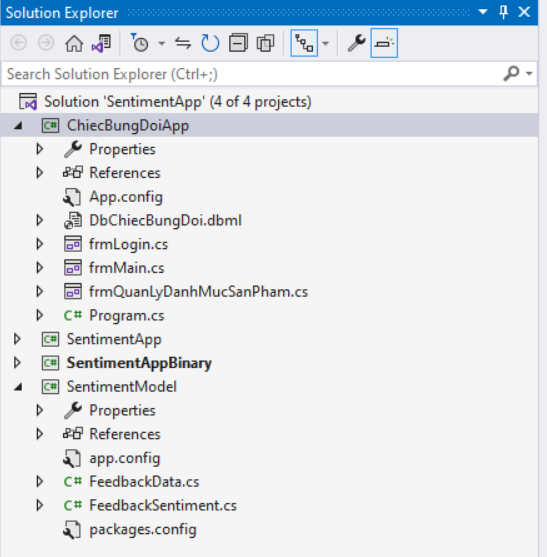 Solution Explorer
Search Solution Explorer (Ctrl+;)
Solution 'SentimentApp' (4 of 4 projects)
C# ChiecBungDoiApp
Properties
References
App.config
DbChiecBungDoi.dbml
frmLogin.cs
frmMain.cs
frmQuanLyDanhMucSanPham.cs
C# Program.cs
C# SentimentApp
C# SentimentAppBinary
C# SentimentModel
Properties
References
app.config
C# FeedbackData.cs
C# FeedbackSentiment.cs
packages.config